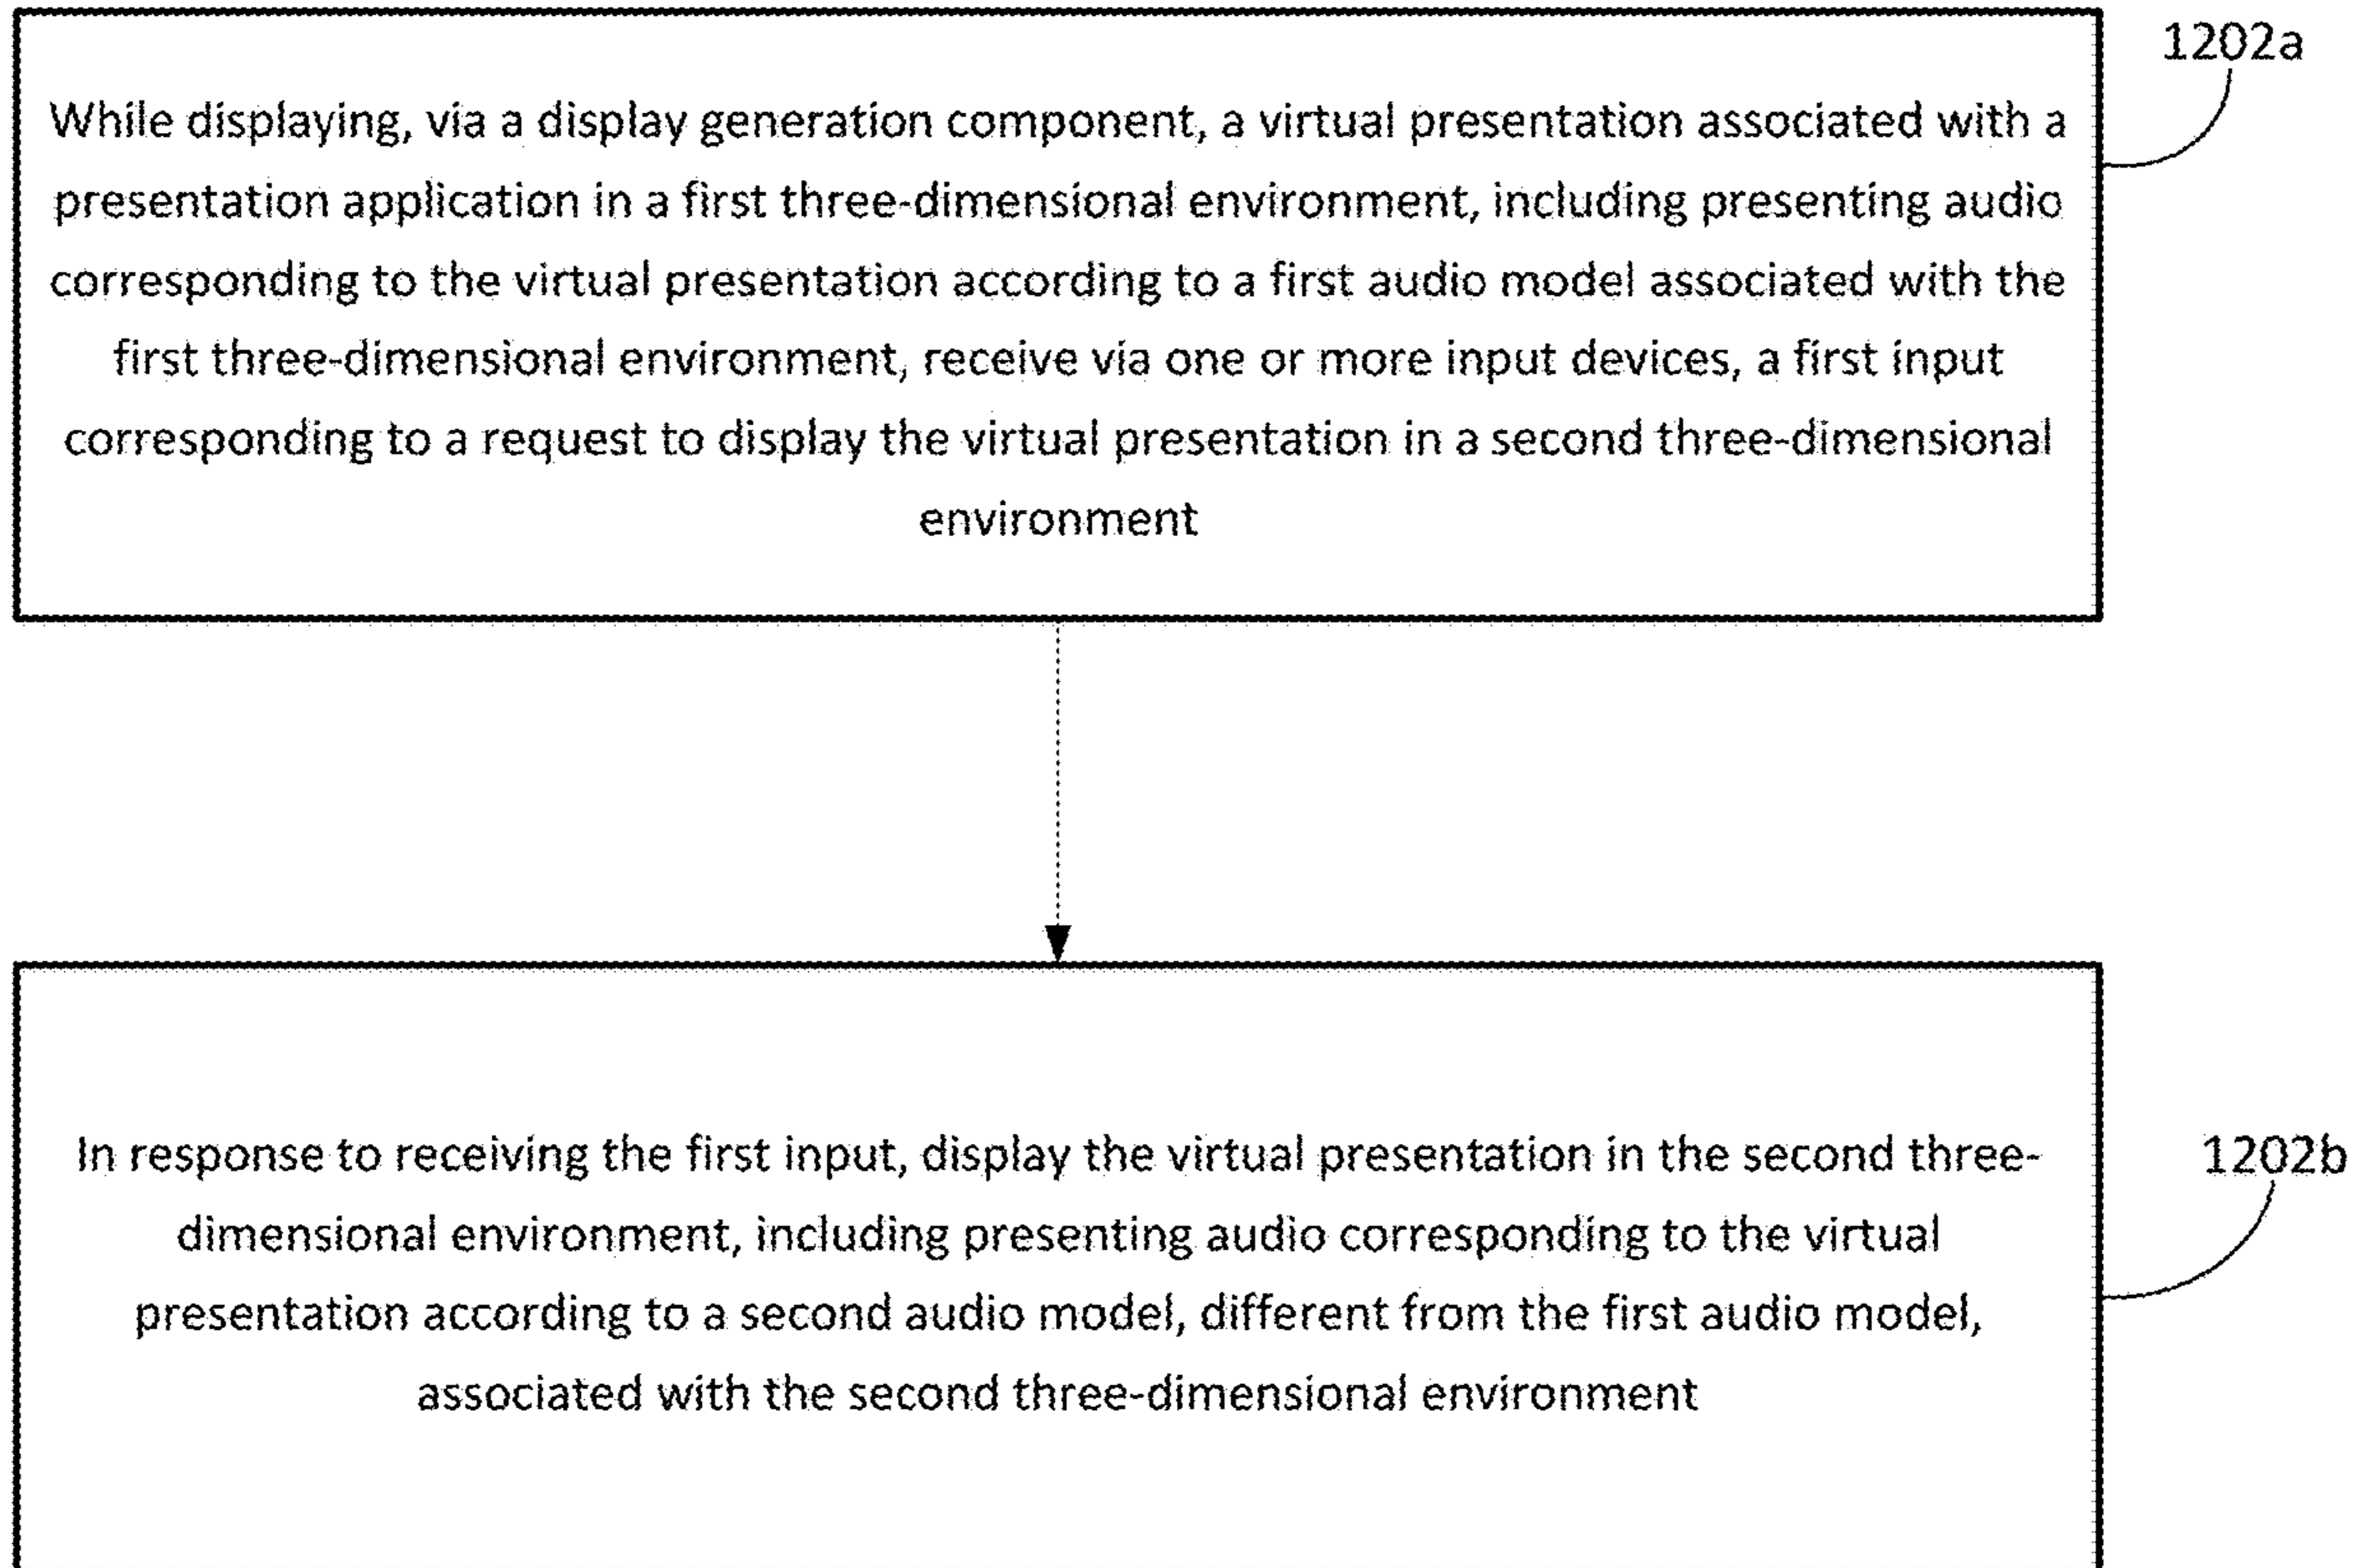 1202a
While displaying, via a display generation component, a virtual presentation associated with a
presentation application in a first three-dimensional environment, including presenting audio
corresponding to the virtual presentation according to a first audio model associated with the
first three-dimensional environment, receive via one or more input devices, a first input
corresponding to a request to display the virtual presentation in a second three-dimensional
environment
In response to receiving the first input, display the virtual presentation in the second three-
1202b
dimensional environment, including presenting audio corresponding to the virtual
presentation according to a second audio model, different from the first audio model,
associated with the second three-dimensional environment